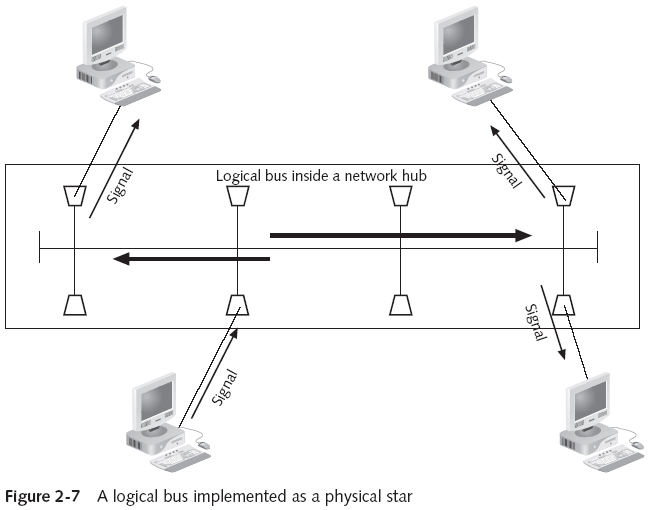 Signal
Signal
Logical bus inside a network hub
Signal
Signal
Figure 2-7 A logical bus implemented as a physical star